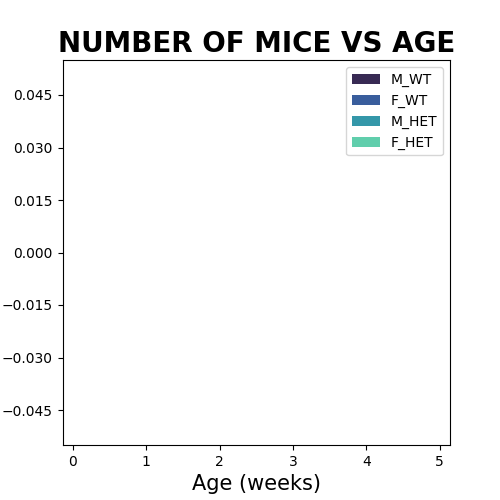 NUMBER OF MICE VS AGE
M_WT
F_WT
M_HET
F_HET
0.045
0.030
0.015
0.000
−0.015
−0.030
−0.045
0 1 2 3 4 5
Age (weeks)